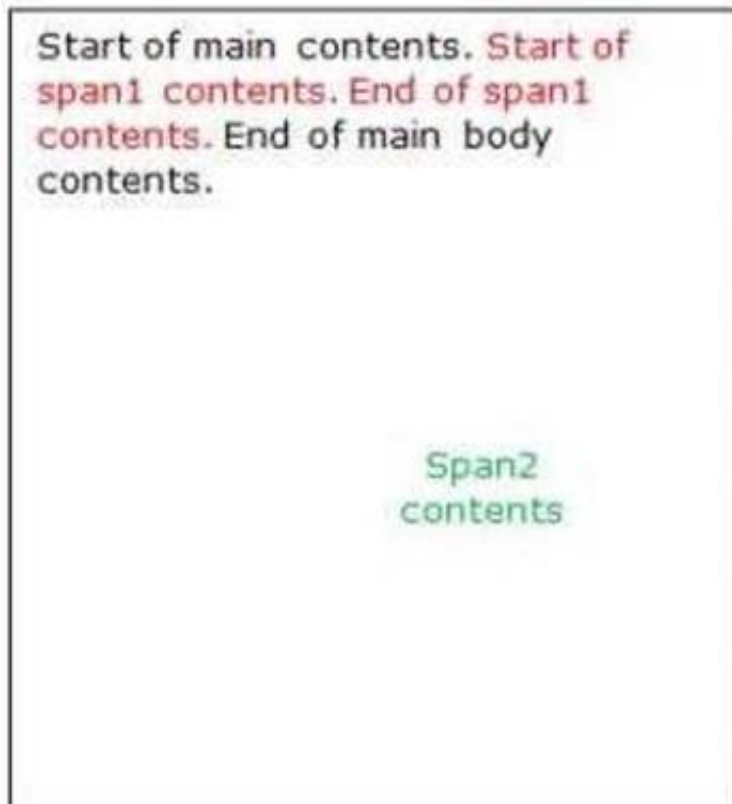 Start of main contents. Start of
span1 contents. End of span1
contents. End of main body
contents.
Span2
contents